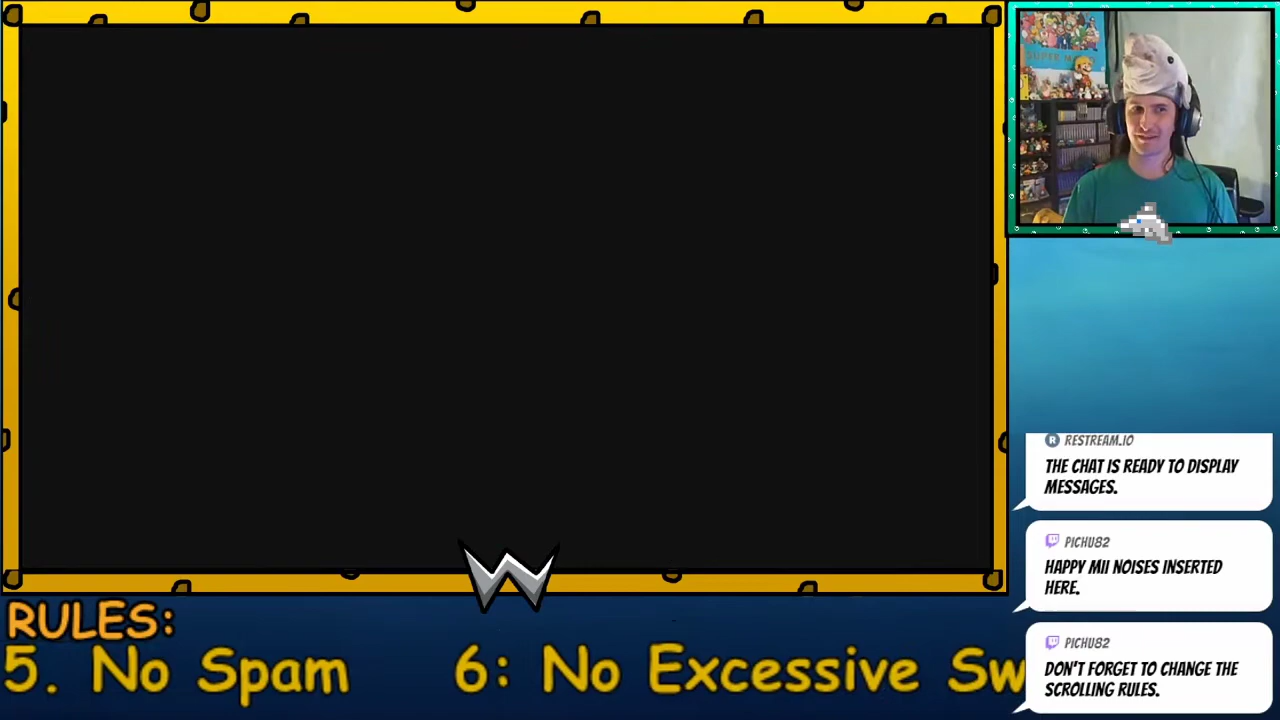 RESTREAM.IO
THE CHAT IS READY TO DISPLAY
MESSAGES.
PICHU82
HAPPY MII NOISES INSERTED
HERE.
PICHU82
DON'T FORGET TO CHANGE THE
SCROLLING RULES.
RULES:
5. No Spam 6: No Excessive Sw